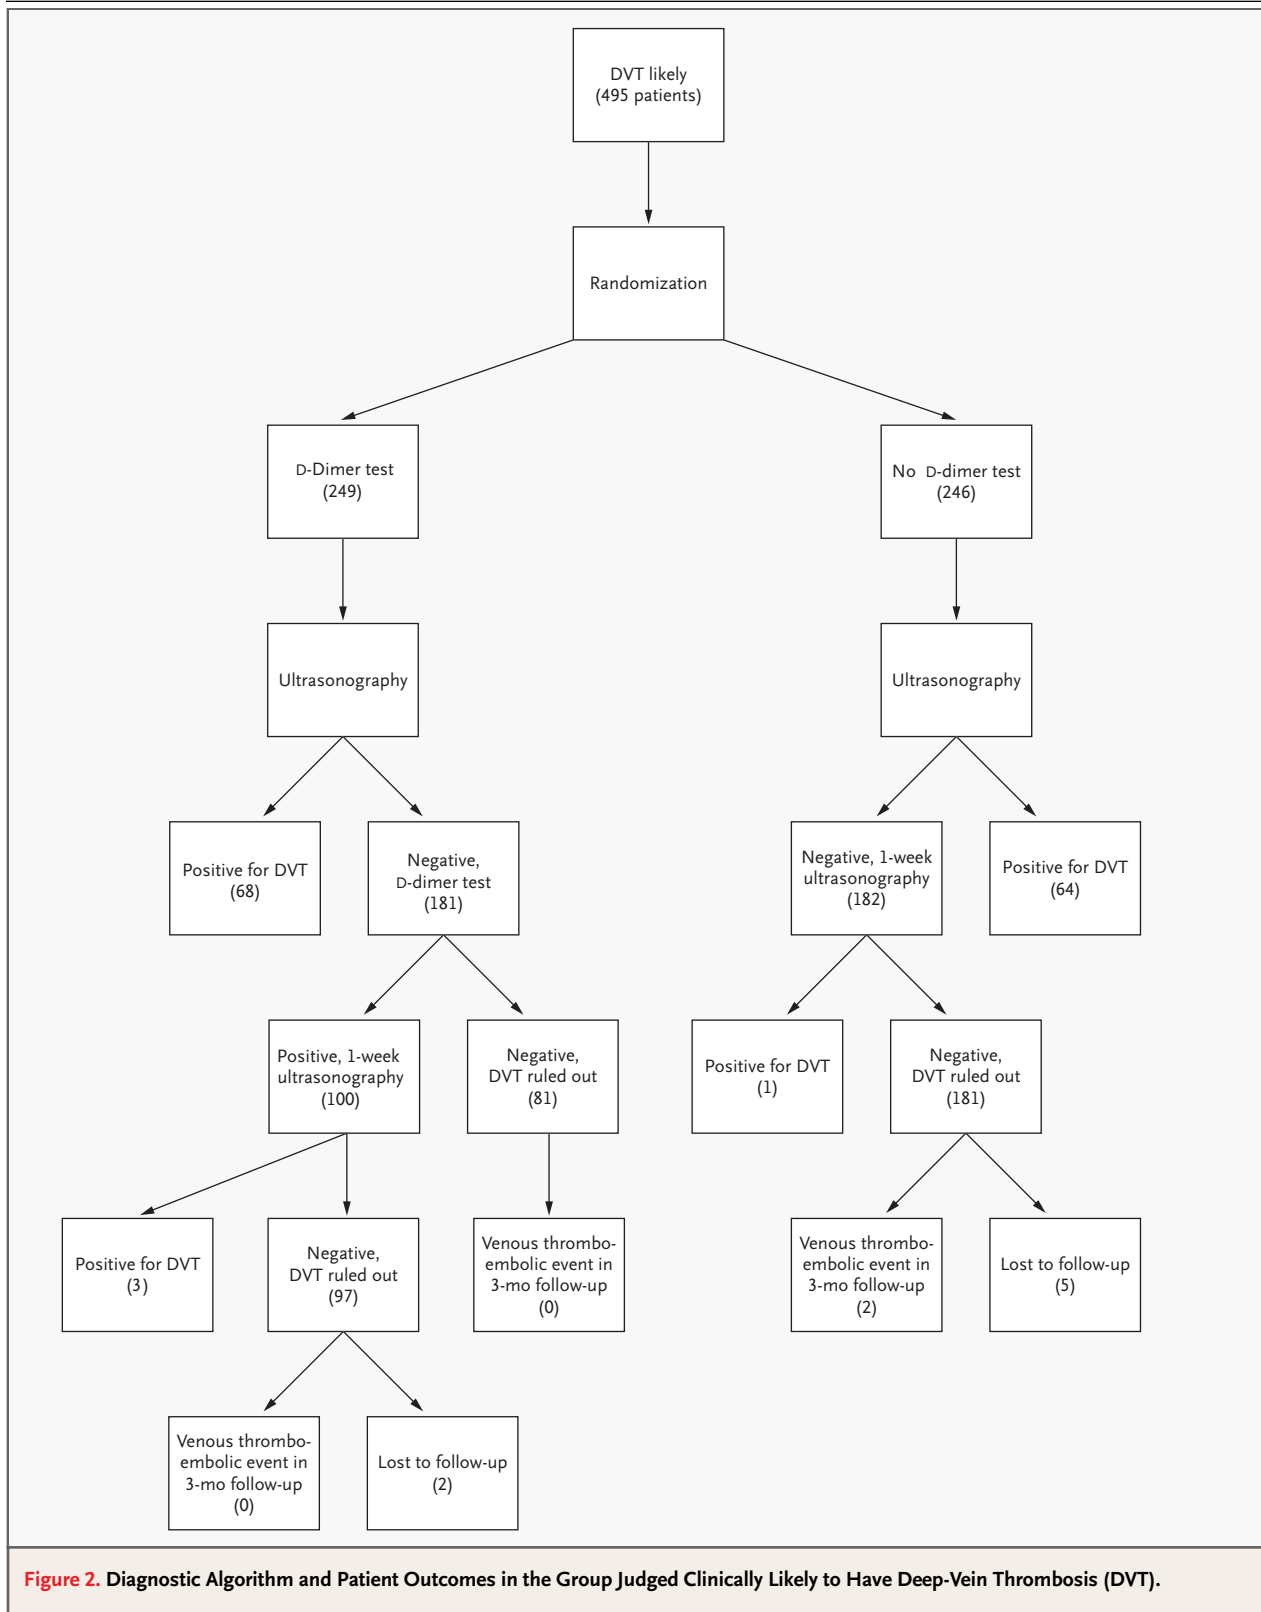 DVT likely
(495 patients)
Randomization
D-Dimer test
(249)
No D-dimer test
(246)
Ultrasonography
Ultrasonography
Positive for DVT
(68)
Negative,
D-dimer test
(181)
Negative, 1-week
ultrasonography
(182)
Positive for DVT
(64)
Positive, 1-week
ultrasonography
(100)
Negative,
DVT ruled out
(81)
Positive for DVT
(1)
Negative,
DVT ruled out
(181)
Positive for DVT
(3)
Negative,
DVT ruled out
(97)
Venous thrombo-
embolic event in
3-mo follow-up
(0)
Venous thrombo-
embolic event in
3-mo follow-up
(2)
Lost to follow-up
(5)
Venous thrombo-
embolic event in
3-mo follow-up
(0)
Lost to follow-up
(2)
Figure 2. Diagnostic Algorithm and Patient Outcomes in the Group Judged Clinically Likely to Have Deep-Vein Thrombosis (DVT).